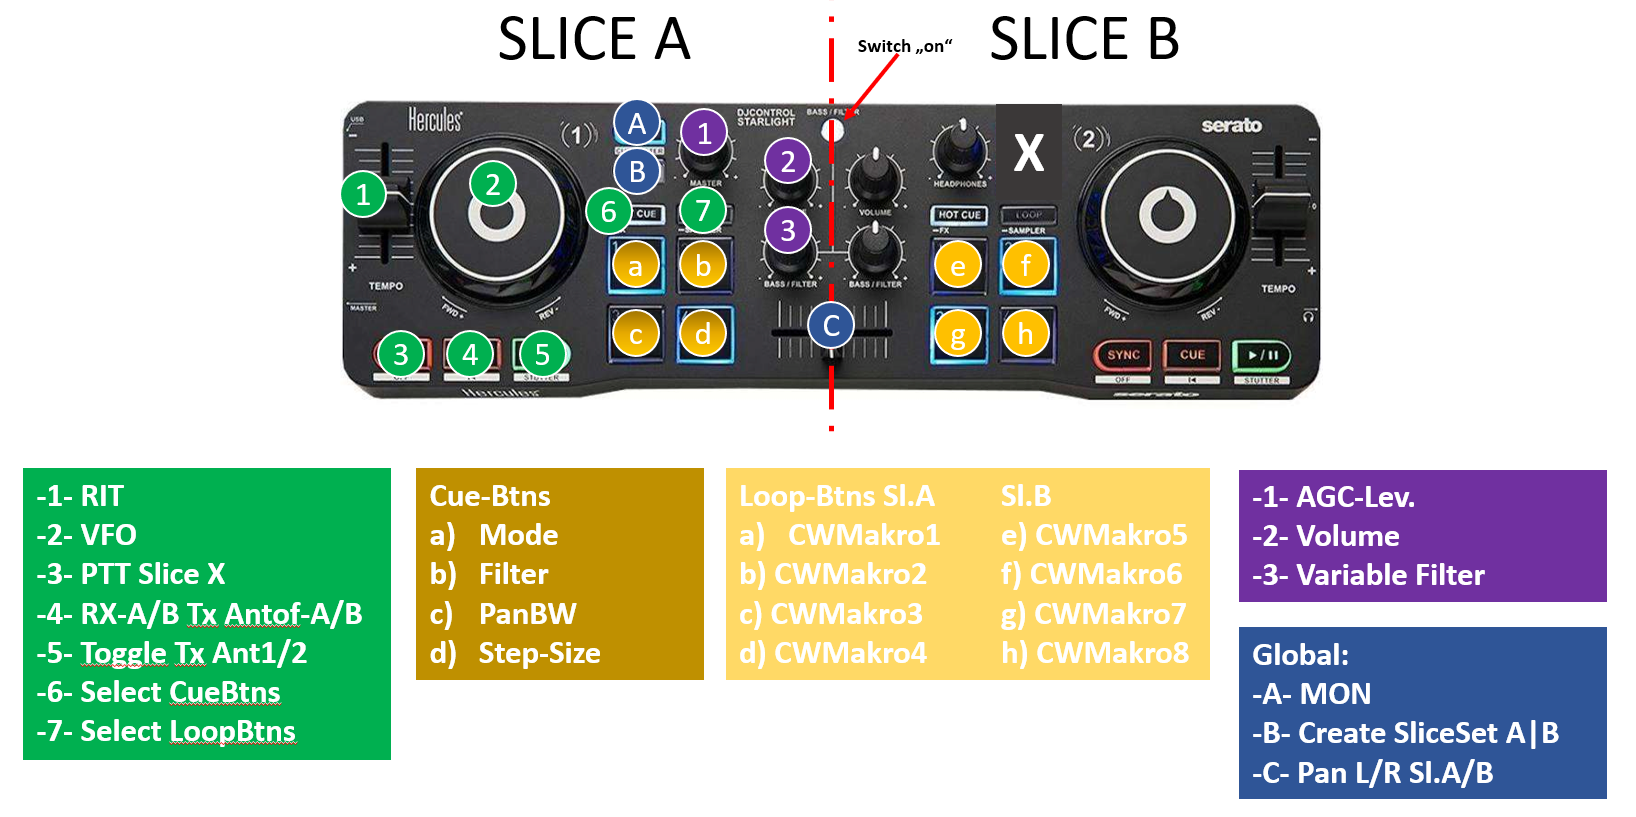 SLICE A
SLICE B
Switch „on“
Hercules
DJCONTROL
STARLIGHT
BASS / FILTER
serato
USB
(1)
(2)
A
B
1
2
3
X
MASTER
HEADPHONES
VOLUME
1
2
6
CUE
7
HOT CUE
LOOP
FX
SAMPLER
a
b
e
f
c
d
g
h
C
BASS / FILTER
BASS / FILTER
TEMPO
TEMPO
MASTER
FWD +
REV -
FWD +
REV -
3
4
5
STUTTER
SYNC
CUE
OFF
STUTTER
Hercules
serato
-1- RIT
-2- VFO
-3- PTT Slice X
-4- RX-A/B Tx Antof-A/B
-5- Toggle Tx Ant1/2
-6- Select CueBtns
-7- Select LoopBtns
Cue-Btns
a) Mode
b) Filter
c) PanBW
d) Step-Size
Loop-Btns Sl.A
a) CWMakro1
b) CWMakro2
c) CWMakro3
d) CWMakro4
Sl.B
e) CWMakro5
f) CWMakro6
g) CWMakro7
h) CWMakro8
-1- AGC-Lev.
-2- Volume
-3- Variable Filter
Global:
-A- MON
-B- Create SliceSet A|B
-C- Pan L/R Sl.A/B